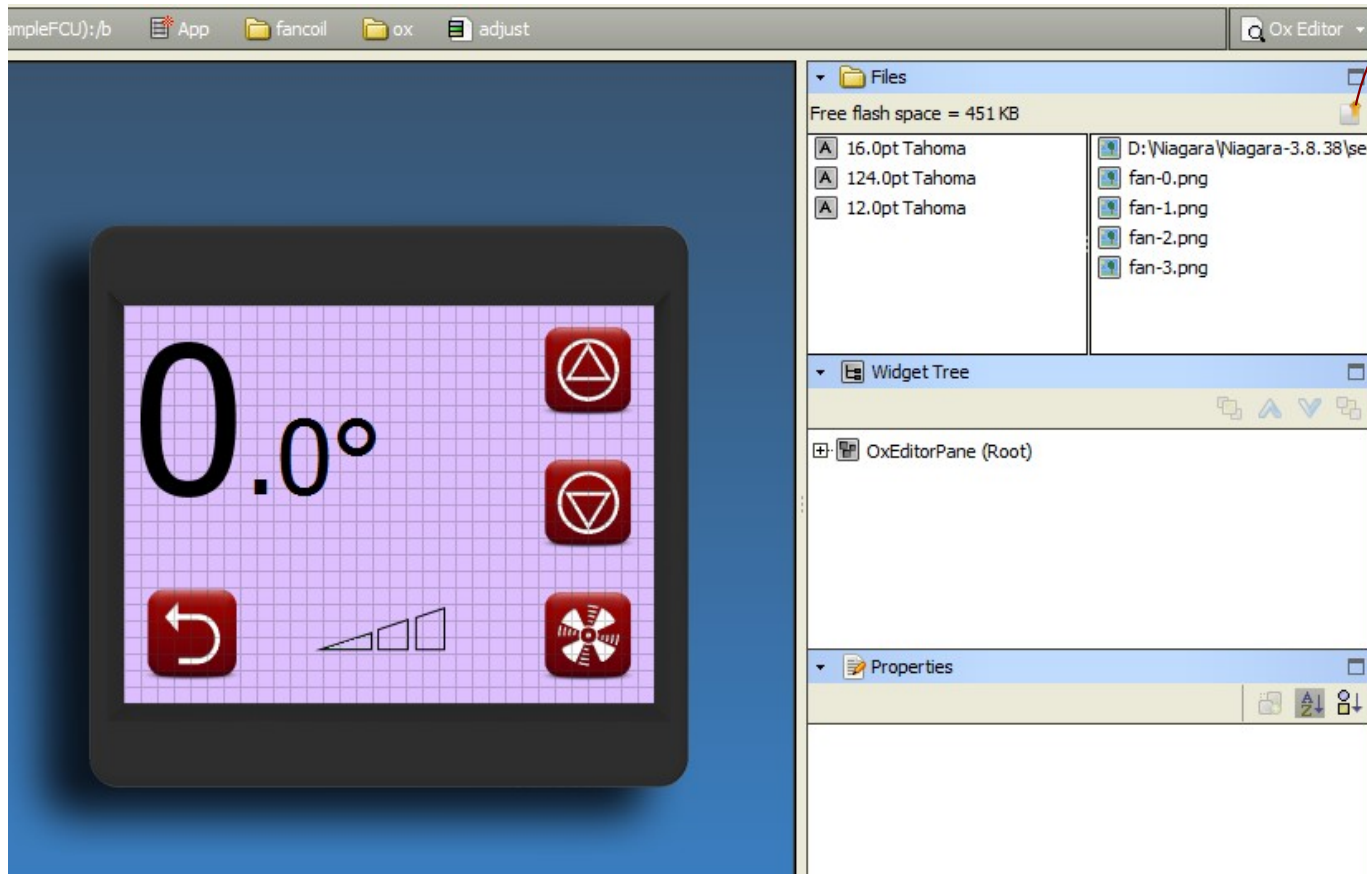 ampleFCU):/b App fancoil ox adjust Ox Editor
Files
Free flash space = 451 KB
16.0pt Tahoma
124.0pt Tahoma
12.0pt Tahoma
D:\Niagara\Niagara-3.8.38\se
fan-0.png
fan-1.png
fan-2.png
fan-3.png
0.0°
Widget Tree
OxEditorPane (Root)
Properties